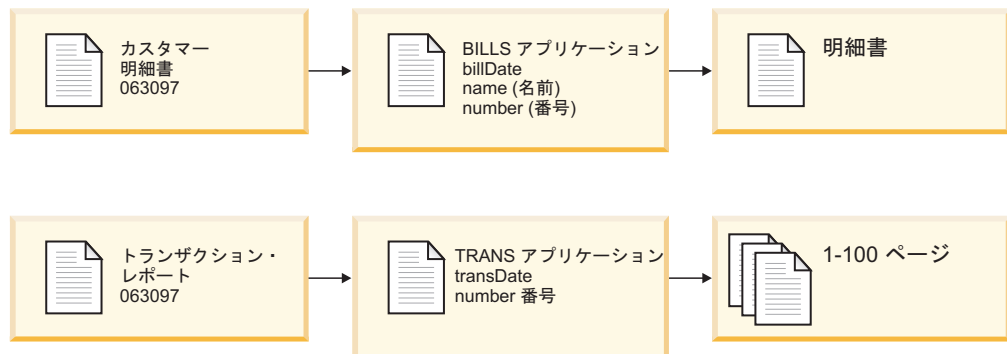 カスタマー
明細書
063097
BILLS アプリケーション
billDate
name (名前)
number (番号)
明細書
トランザクション・
レポート
063097
TRANS アプリケーション
transDate
number 番号
1-100 ページ